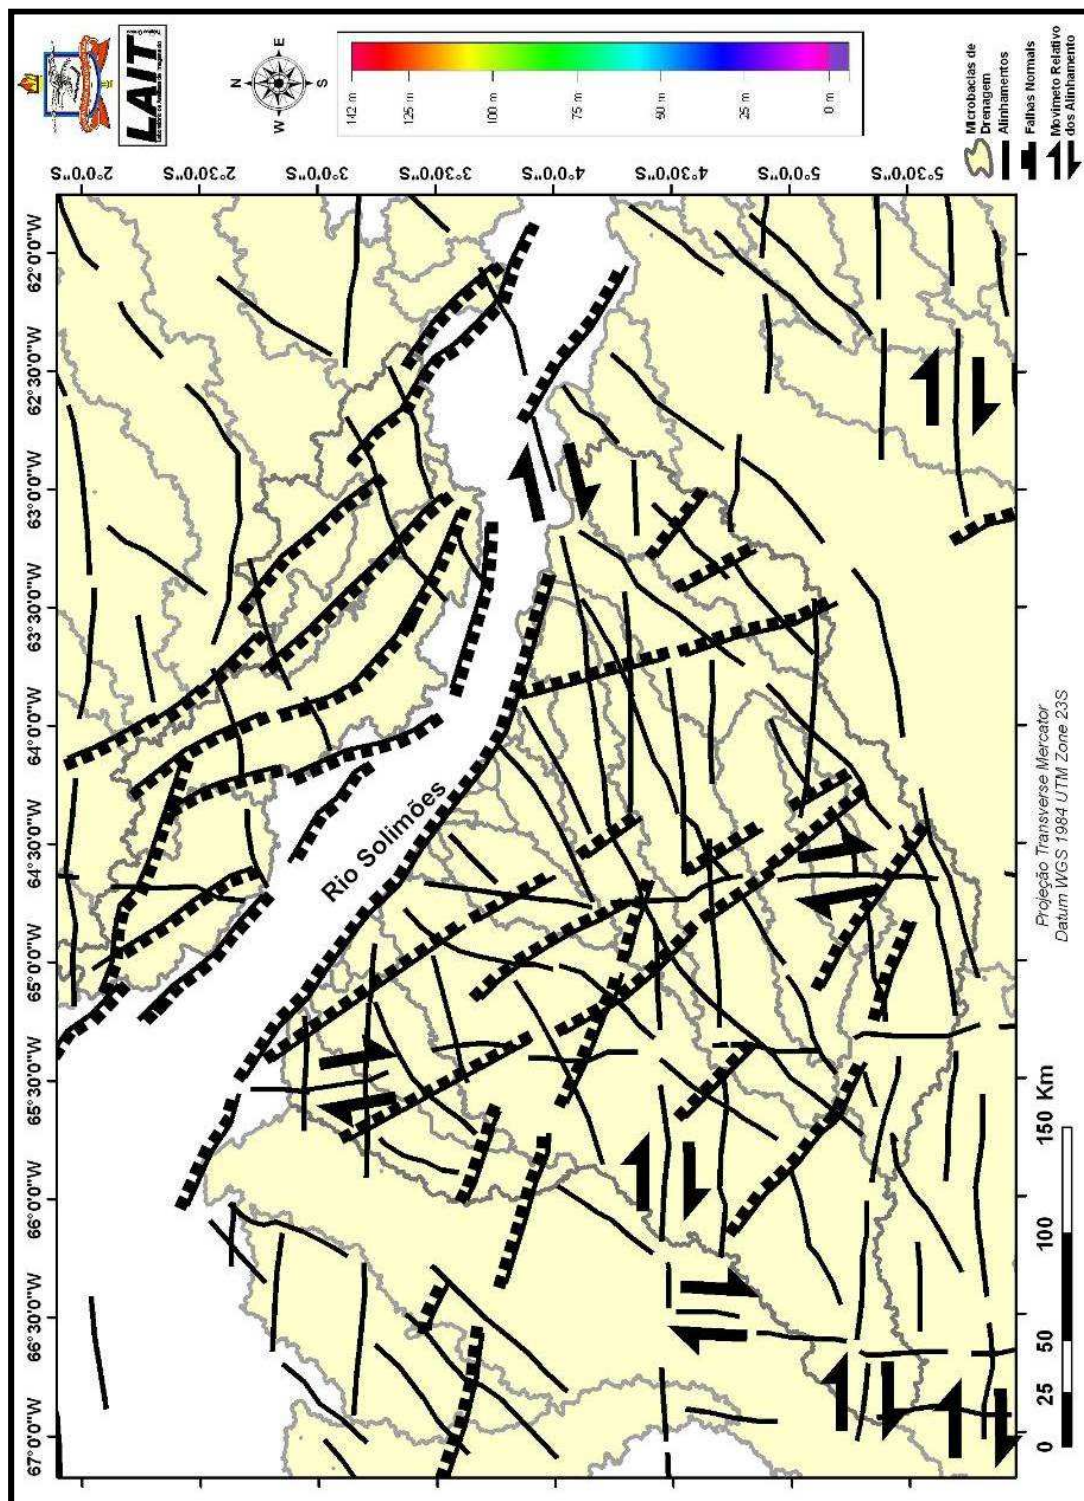 LAIT
N
E
S
W
142 m
125 m
100 m
75 m
50 m
25 m
0 m
Microbacias de
Drenagem
Alinhamentos
Falhas Normais
Movimeto Relativo
dos Alinhamento
67°0'0"W
66°30'0"W
66°0'0"W
65°30'0"W
65°0'0"W
64°30'0"W
64°0'0"W
63°30'0"W
63°0'0"W
62°30'0"W
62°0'0"W
2°0'0"S
2°30'0"S
3°0'0"S
3°30'0"S
4°0'0"S
4°30'0"S
5°0'0"S
5°30'0"S
Rio Solimões
0 25 50 100 150 Km
Projeção Transverse Mercator
Datum WGS 1984 UTM Zone 23S